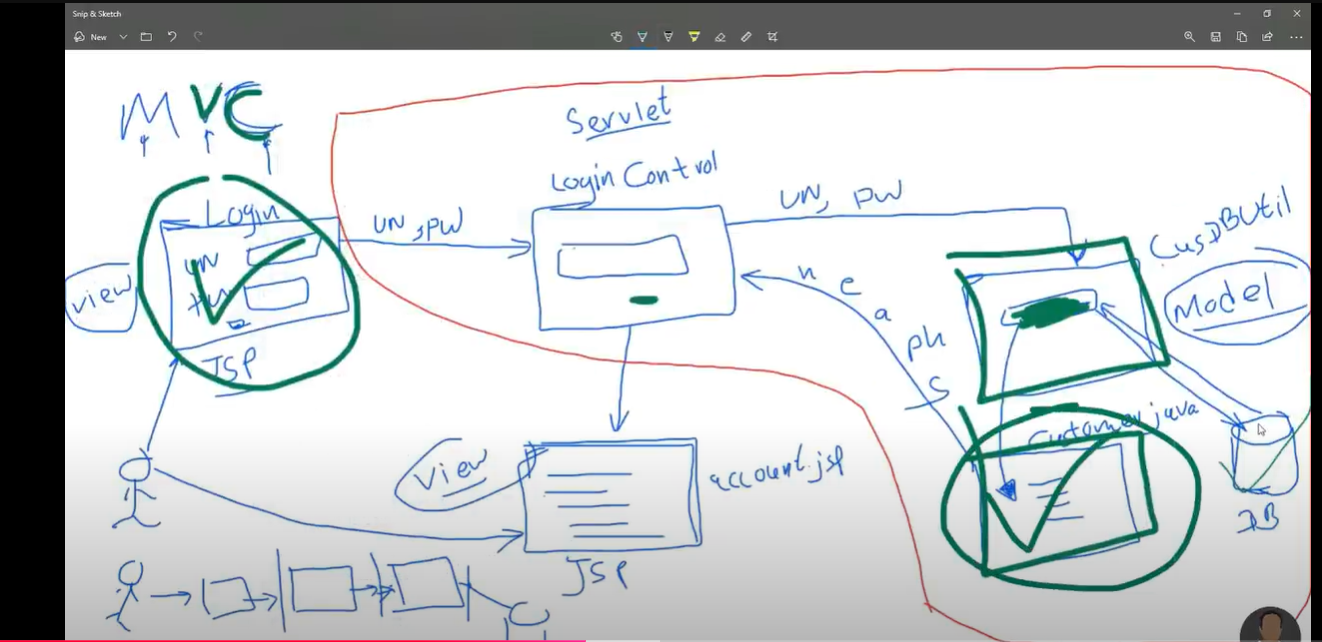 Snip & Sketch
New
MVC
Servlet
Login Control
Login
UN
PW
JSP
view
UN, PW
UN, PW
CusDBUtil
Model
n e a ph s
Customer.java
DB
View
account.jsp
JSP